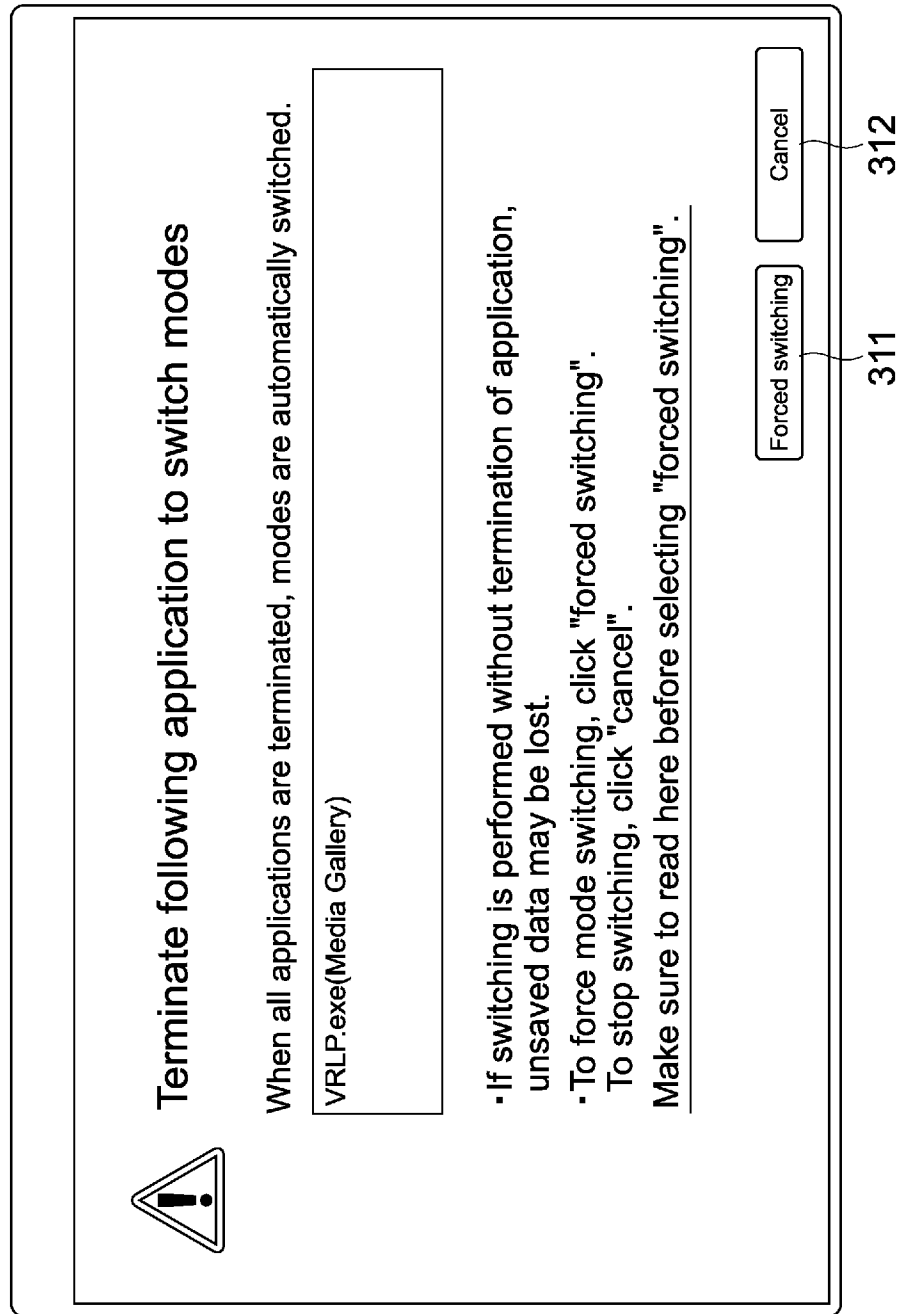 Terminate following application to switch modes
When all applications are terminated, modes are automatically switched.
VRLP.exe(Media Gallery)
・If switching is performed without termination of application,
unsaved data may be lost.
・To force mode switching, click "forced switching".
To stop switching, click "cancel".
Make sure to read here before selecting "forced switching".
Forced switching
Cancel
311
312